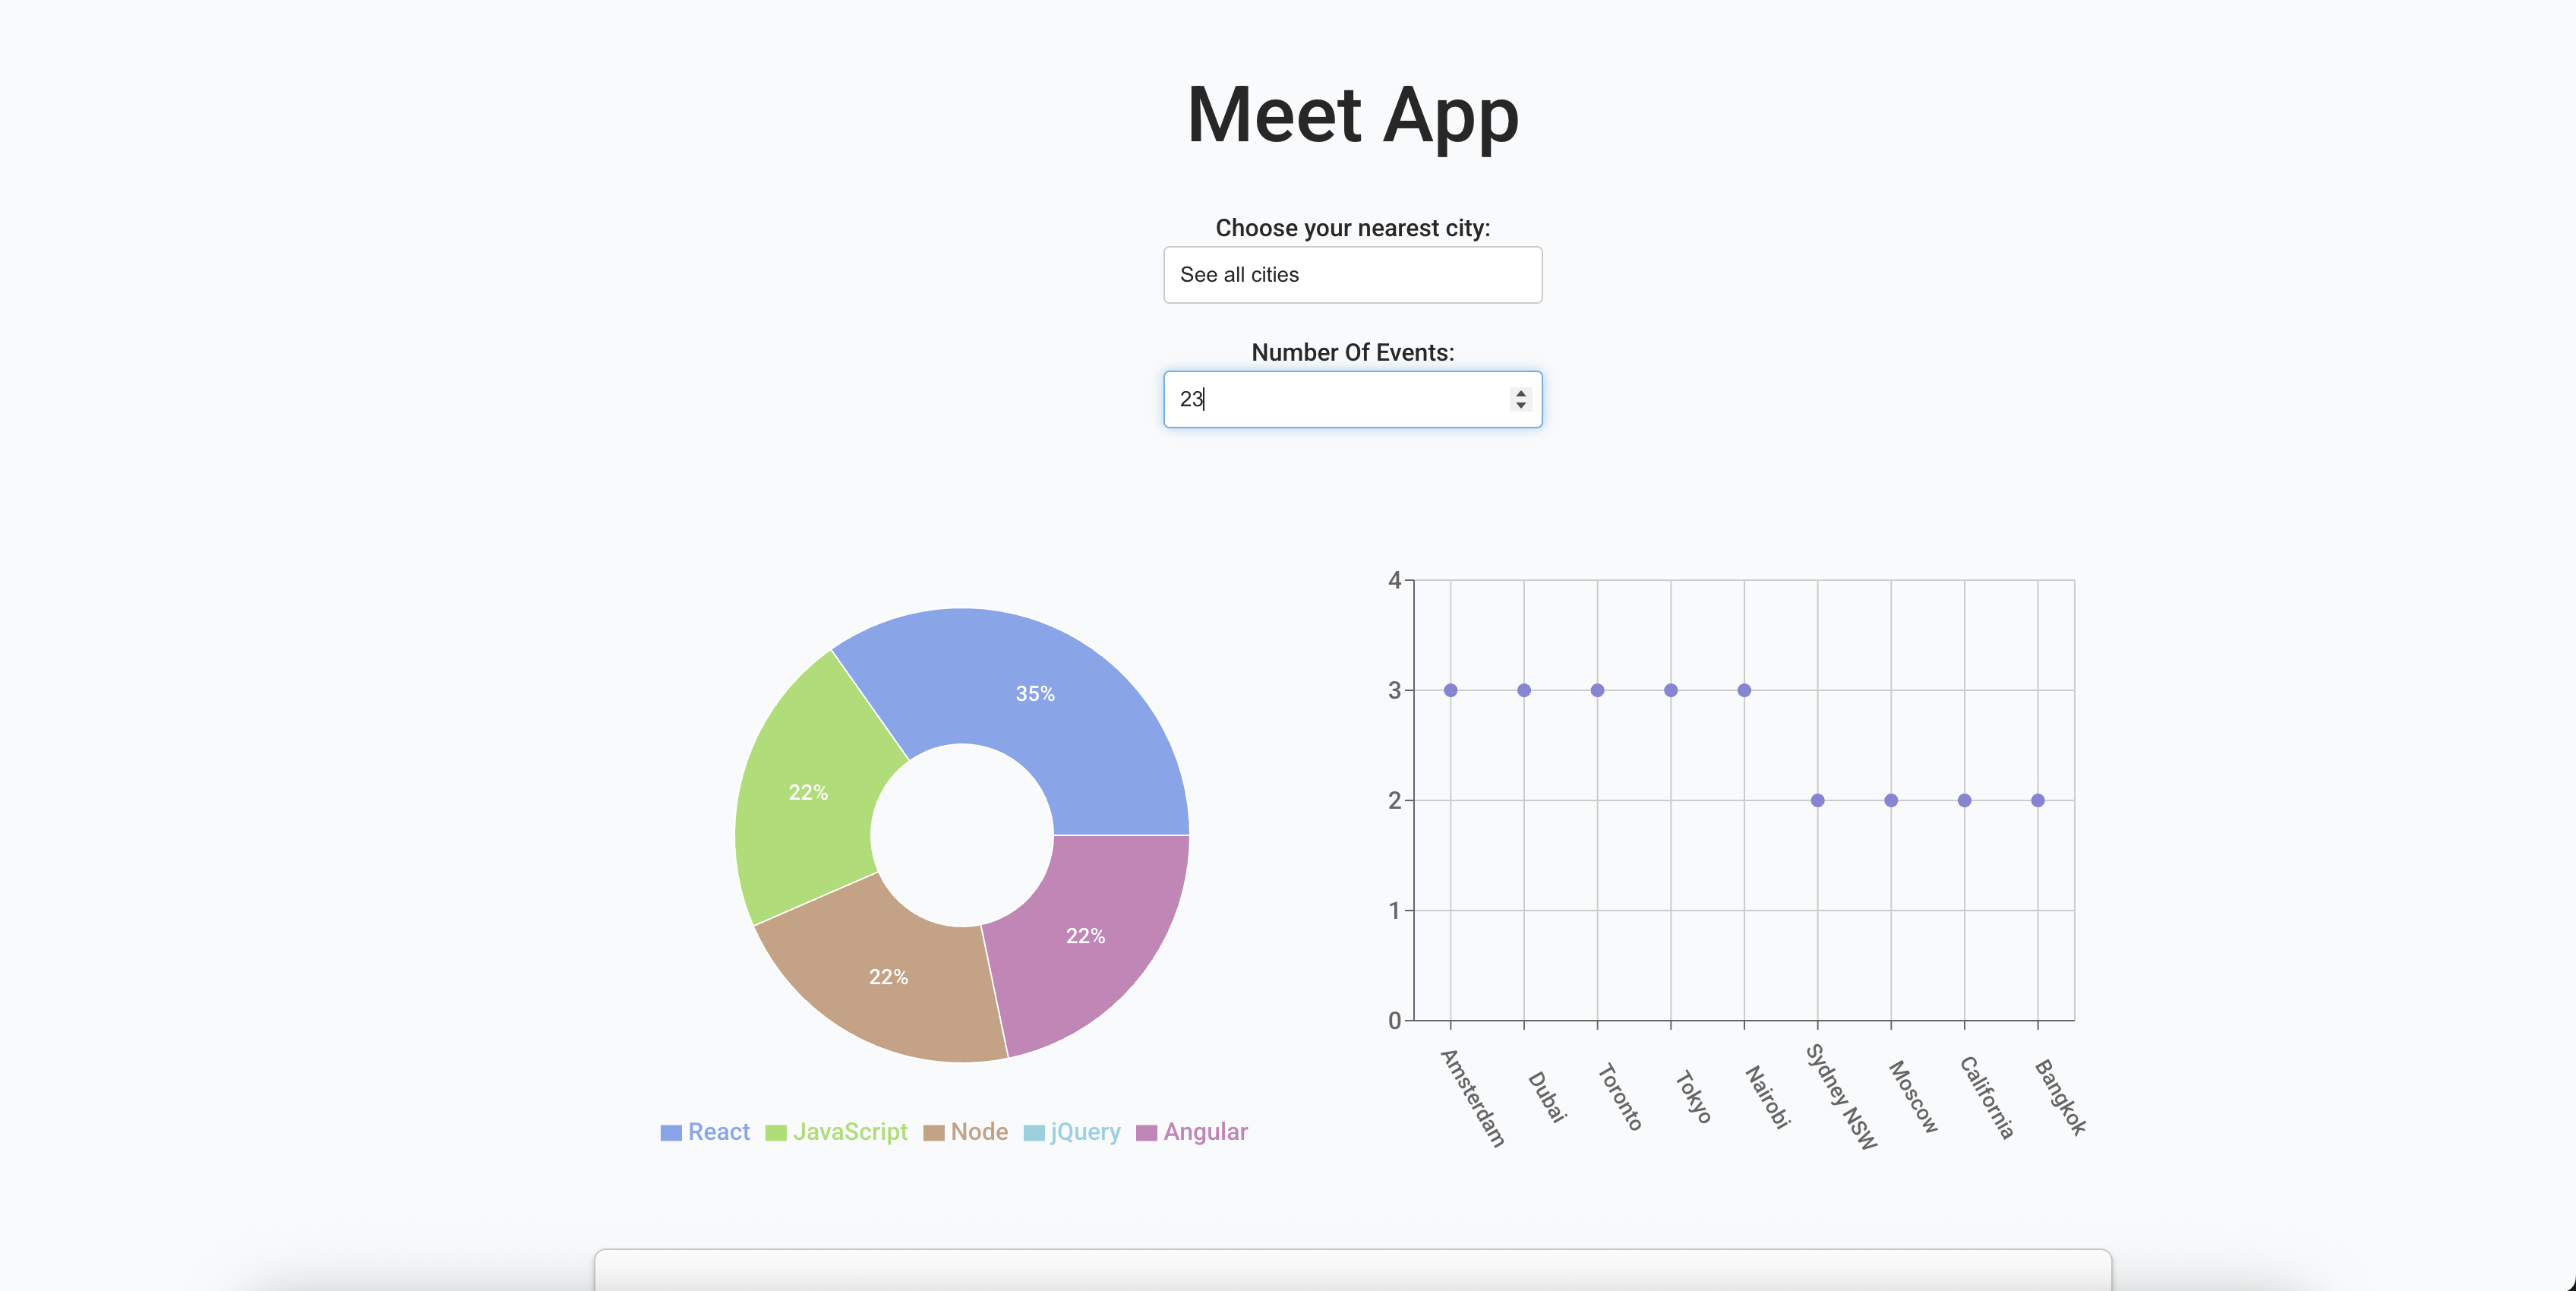 Meet App
Choose your nearest city:
See all cities
Number Of Events:
23
35%
22%
22%
22%
React JavaScript Node jQuery Angular
4
3
2
1
0
Amsterdam
Dubai
Toronto
Tokyo
Nairobi
Sydney NSW
Moscow
California
Bangkok